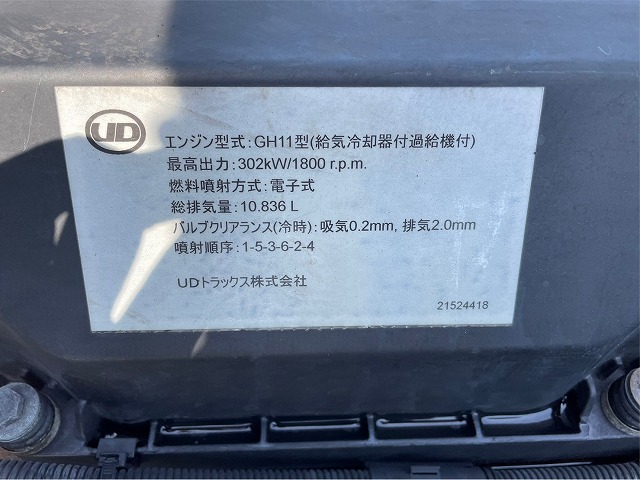 UD
エンジン型式:GH11型(給気冷却器付過給機付)
最高出力:302kW/1800 r.p.m.
燃料噴射方式:電子式
総排気量:10.836 L
バルブクリアランス(冷時):吸気0.2mm, 排気2.0mm
噴射順序:1-5-3-6-2-4
UDトラックス株式会社
21524418